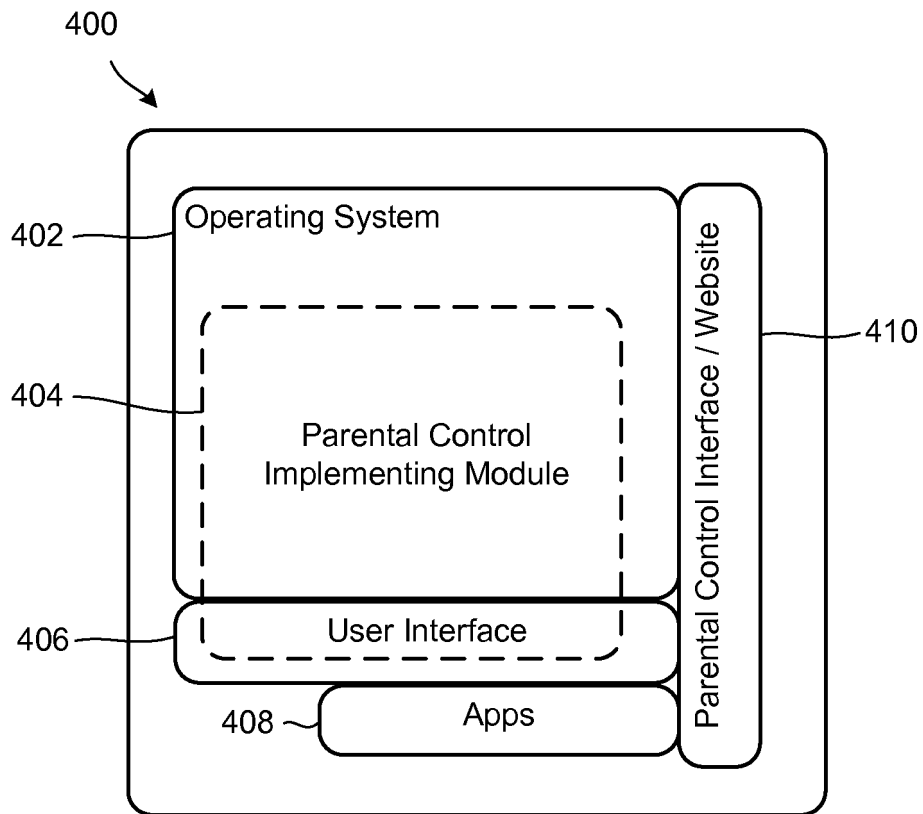 400
402
Operating System
404
Parental Control
Implementing Module
406
User Interface
408
Apps
Parental Control Interface / Website
410